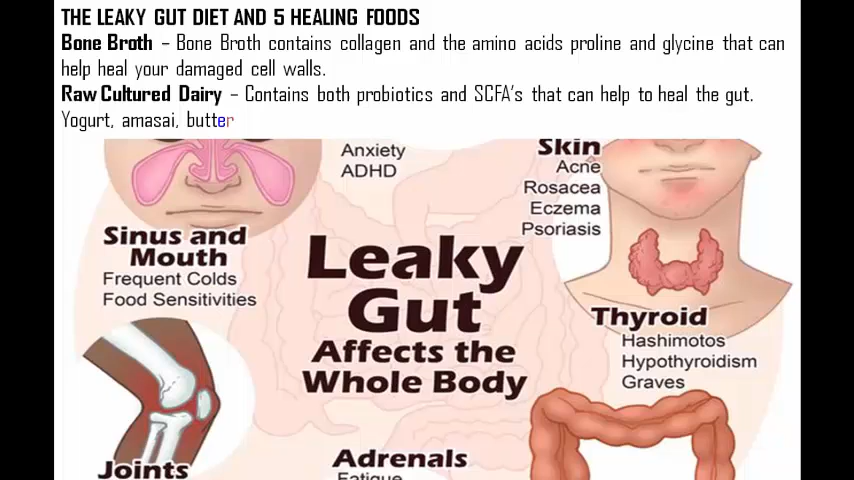 THE LEAKY GUT DIET AND 5 HEALING FOODS
Bone Broth – Bone Broth contains collagen and the amino acids proline and glycine that can
help heal your damaged cell walls.
Raw Cultured Dairy – Contains both probiotics and SCFA's that can help to heal the gut.
Yogurt, amasai, butter
Anxiety
ADHD
Skin
Acne
Rosacea
Eczema
Psoriasis
Sinus and
Mouth
Frequent Colds
Food Sensitivities
Leaky
Gut
Affects the
Whole Body
Thyroid
Hashimotos
Hypothyroidism
Graves
Joints
Adrenals
Fatigue